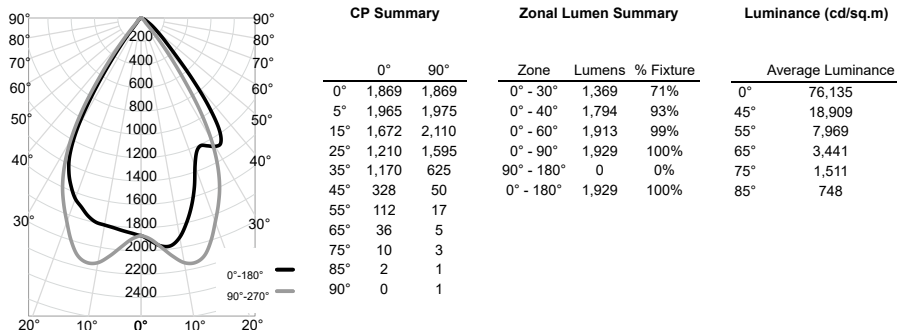 90° 90°
80° 80°
70° 70°
60° 60°
50° 50°
40° 40°
30° 30°
20° 10° 0° 10° 20°
200
400
600
800
1000
1200
1400
1600
1800
2000
2200
2400
0°-180°
90°-270°
CP Summary
0° 90°
0° 1,869 1,869
5° 1,965 1,975
15° 1,672 2,110
25° 1,210 1,595
35° 1,170 625
45° 328 50
55° 112 17
65° 36 5
75° 10 3
85° 2 1
90° 0 1
Zonal Lumen Summary
Zone Lumens % Fixture
0° - 30° 1,369 71%
0° - 40° 1,794 93%
0° - 60° 1,913 99%
0° - 90° 1,929 100%
90° - 180° 0 0%
0° - 180° 1,929 100%
Luminance (cd/sq.m)
Average Luminance
0° 76,135
45° 18,909
55° 7,969
65° 3,441
75° 1,511
85° 748